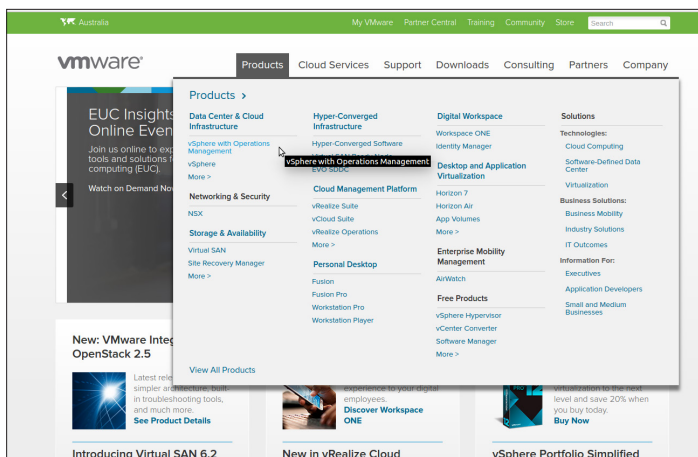 Australia
My VMware Partner Central Training Community Store Search
vmware
Products Cloud Services Support Downloads Consulting Partners Company
EUC Insights
Online Even
Join us online to exp
tools and solutions f
computing (EUC).
Watch on Demand Nov
Products >
Data Center & Cloud
Infrastructure
vSphere with Operations
Management
vSphere
More >
Networking & Security
NSX
Storage & Availability
Virtual SAN
Site Recovery Manager
More >
Hyper-Converged
Infrastructure
Hyper-Converged Software
vSphere with Operations Management
EVO SDDC
Cloud Management Platform
vRealize Suite
vCloud Suite
vRealize Operations
More >
Personal Desktop
Fusion
Fusion Pro
Workstation Pro
Workstation Player
Digital Workspace
Workspace ONE
Identity Manager
Desktop and Application
Virtualization
Horizon 7
Horizon Air
App Volumes
More >
Enterprise Mobility
Management
AirWatch
Free Products
vSphere Hypervisor
vCenter Converter
Software Manager
More >
Solutions
Technologies:
Cloud Computing
Software-Defined Data
Center
Virtualization
Business Solutions:
Business Mobility
Industry Solutions
IT Outcomes
Information For:
Executives
Application Developers
Small and Medium
Businesses
View All Products
New: VMware Integ
OpenStack 2.5
Latest rele
simpler architecture, built-
in troubleshooting tools,
and much more.
See Product Details
experience to your digital
employees.
Discover Workspace
ONE
PRO
virtualization to the next
level and save 20% when
you buy today.
Buy Now
Introducing Virtual SAN 6.2
New in vRealize Cloud
vSphere Portfolio Simplified